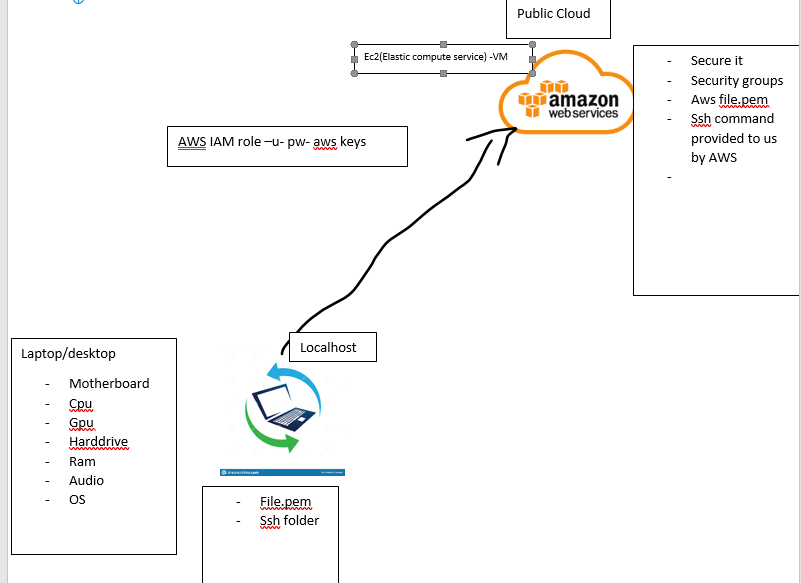 Public Cloud
Ec2(Elastic compute service) -VM
amazon
web services
- Secure it
- Security groups
- Aws file.pem
- Ssh command
provided to us
by AWS
-
AWS IAM role –u- pw- aws keys
Localhost
Laptop/desktop
- Motherboard
- Cpu
- Gpu
- Harddrive
- Ram
- Audio
- OS
- File.pem
- Ssh folder